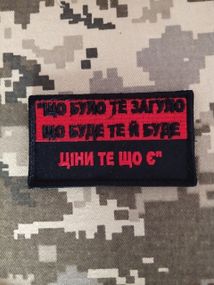 "ЩО БУЛО ТЕ ЗАГУЛО
ЩО БУДЕ ТЕ Й БУДЕ
ЦІНИ ТЕ ЩО Є"